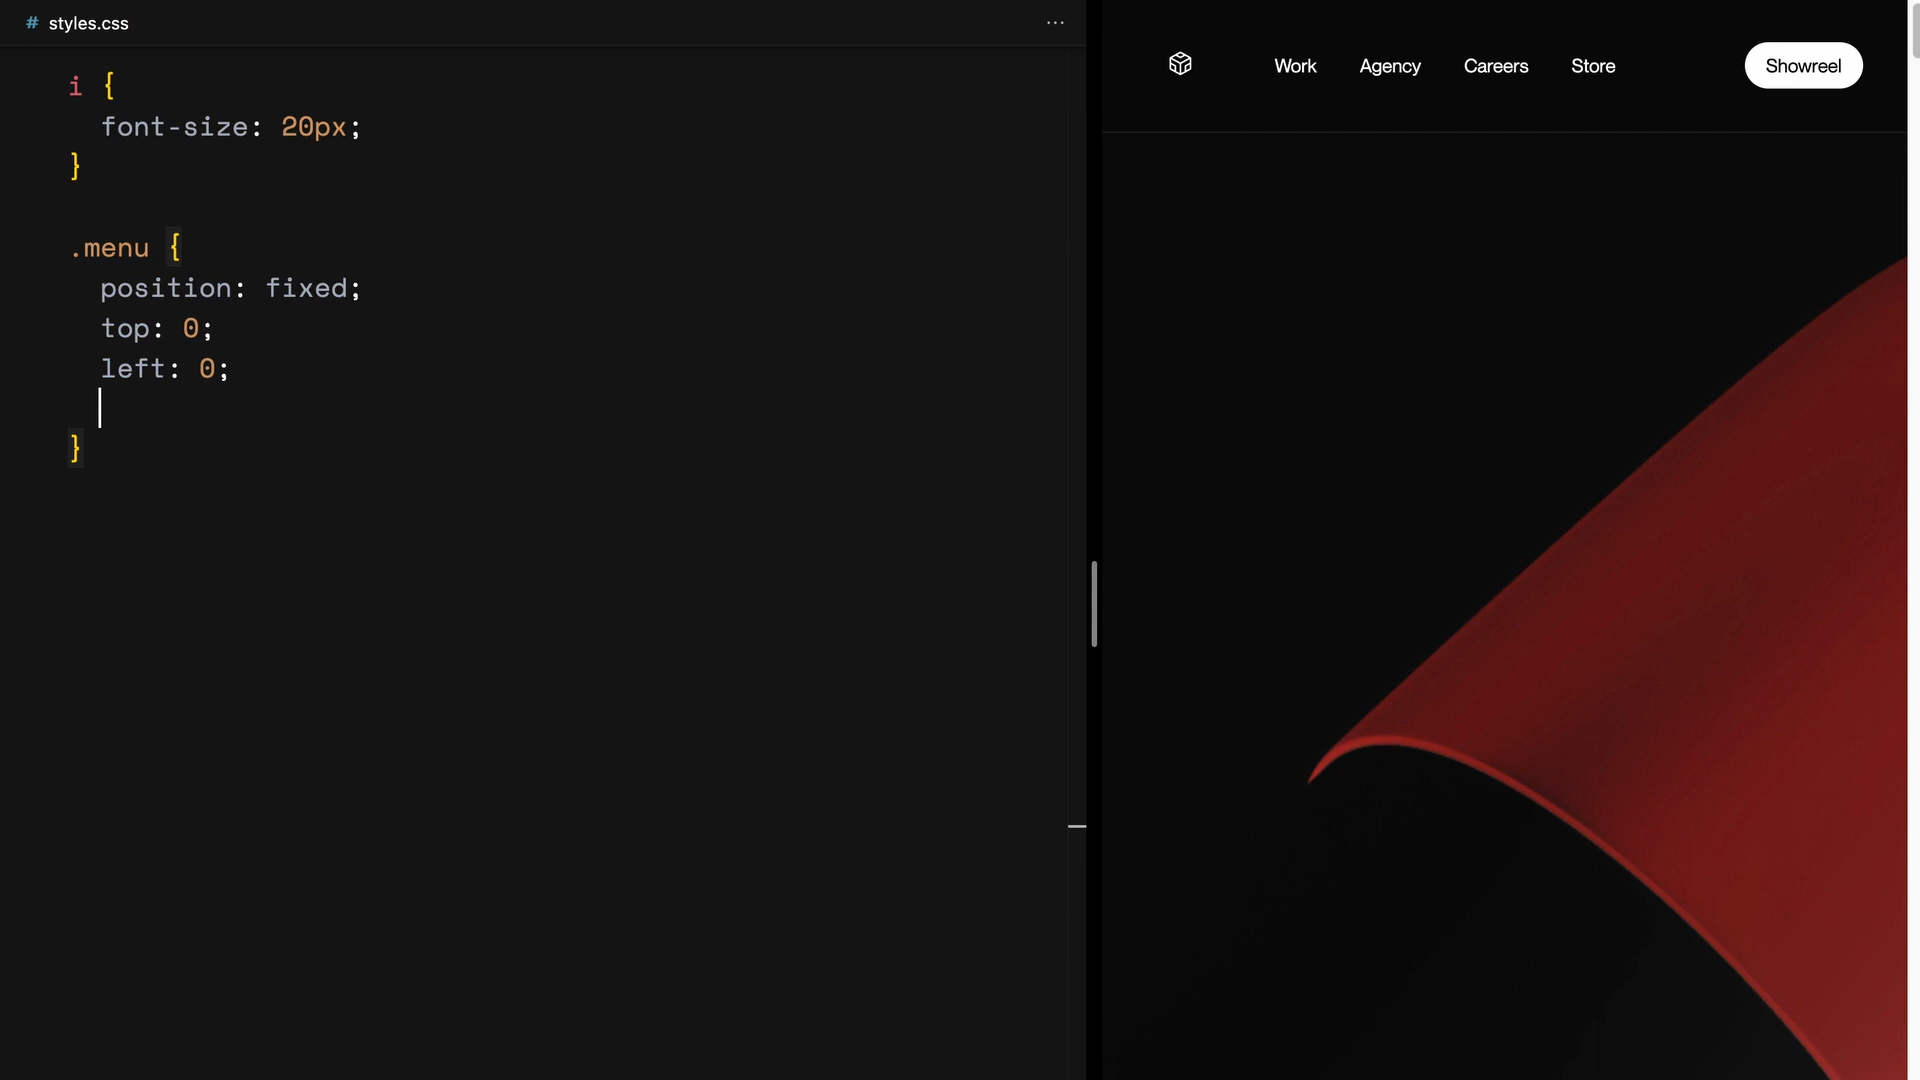 # styles.css
i {
font-size: 20px;
}
.menu {
position: fixed;
top: 0;
left: 0;
}
Work Agency Careers Store Showreel